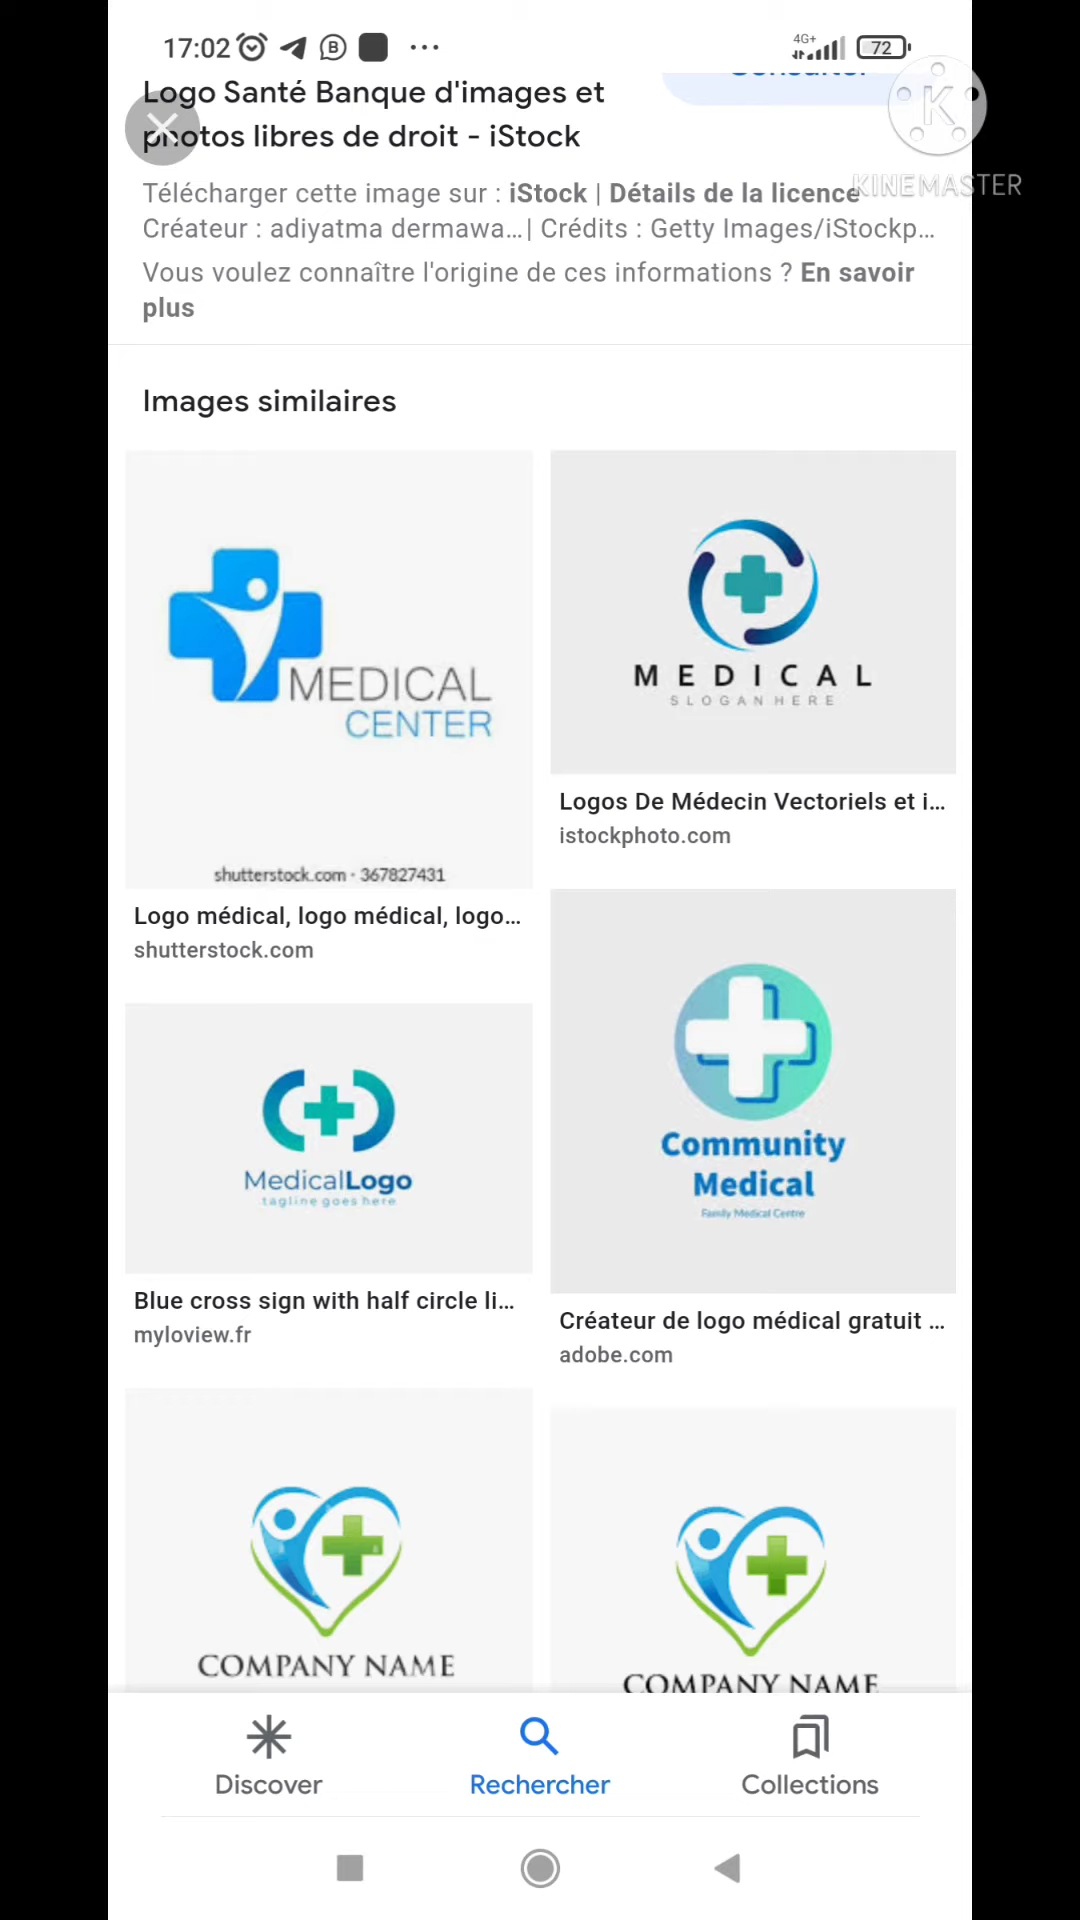 17:02
4G+
72
Consulter
Logo Santé Banque d'images et
photos libres de droit - iStock
K
KINEMASTER
Télécharger cette image sur : iStock | Détails de la licence
Créateur : adiyatma dermawa...| Crédits : Getty Images/iStockp...
Vous voulez connaître l'origine de ces informations ? En savoir
plus
Images similaires
MEDICAL
CENTER
shutterstock.com · 367827431
Logo médical, logo médical, logo...
shutterstock.com
MEDICAL
SLOGAN HERE
Logos De Médecin Vectoriels et i...
istockphoto.com
MedicalLogo
tagline goes here
Blue cross sign with half circle li...
myloview.fr
Community
Medical
Family Medical Centre
Créateur de logo médical gratuit ...
adobe.com
COMPANY NAME
COMPANY NAME
Discover
Rechercher
Collections